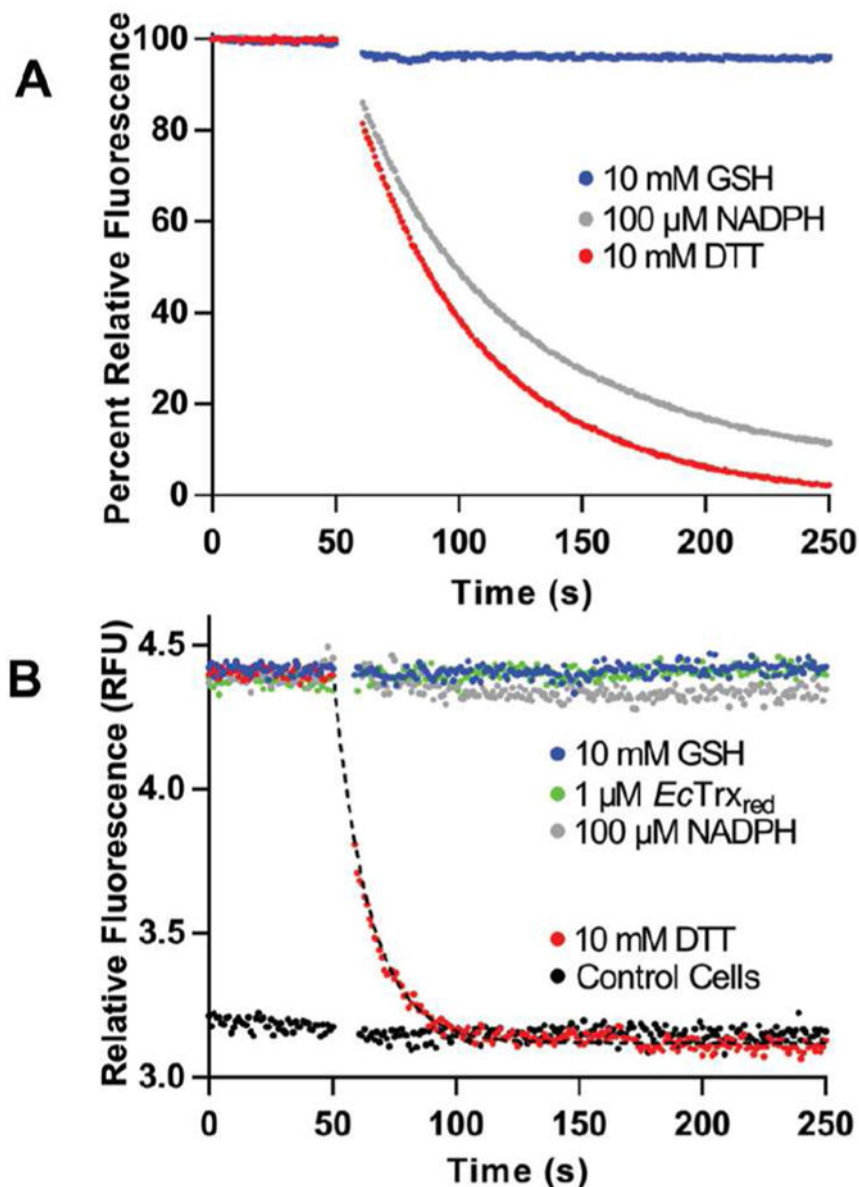 A
Percent Relative Fluorescence
100
80
60
40
20
0
10 mM GSH
100 µM NADPH
10 mM DTT
0 50 100 150 200 250
Time (s)
B
Relative Fluorescence (RFU)
4.5
4.0
3.5
3.0
10 mM GSH
1 µM EcTrxred
100 µM NADPH
10 mM DTT
Control Cells
0 50 100 150 200 250
Time (s)